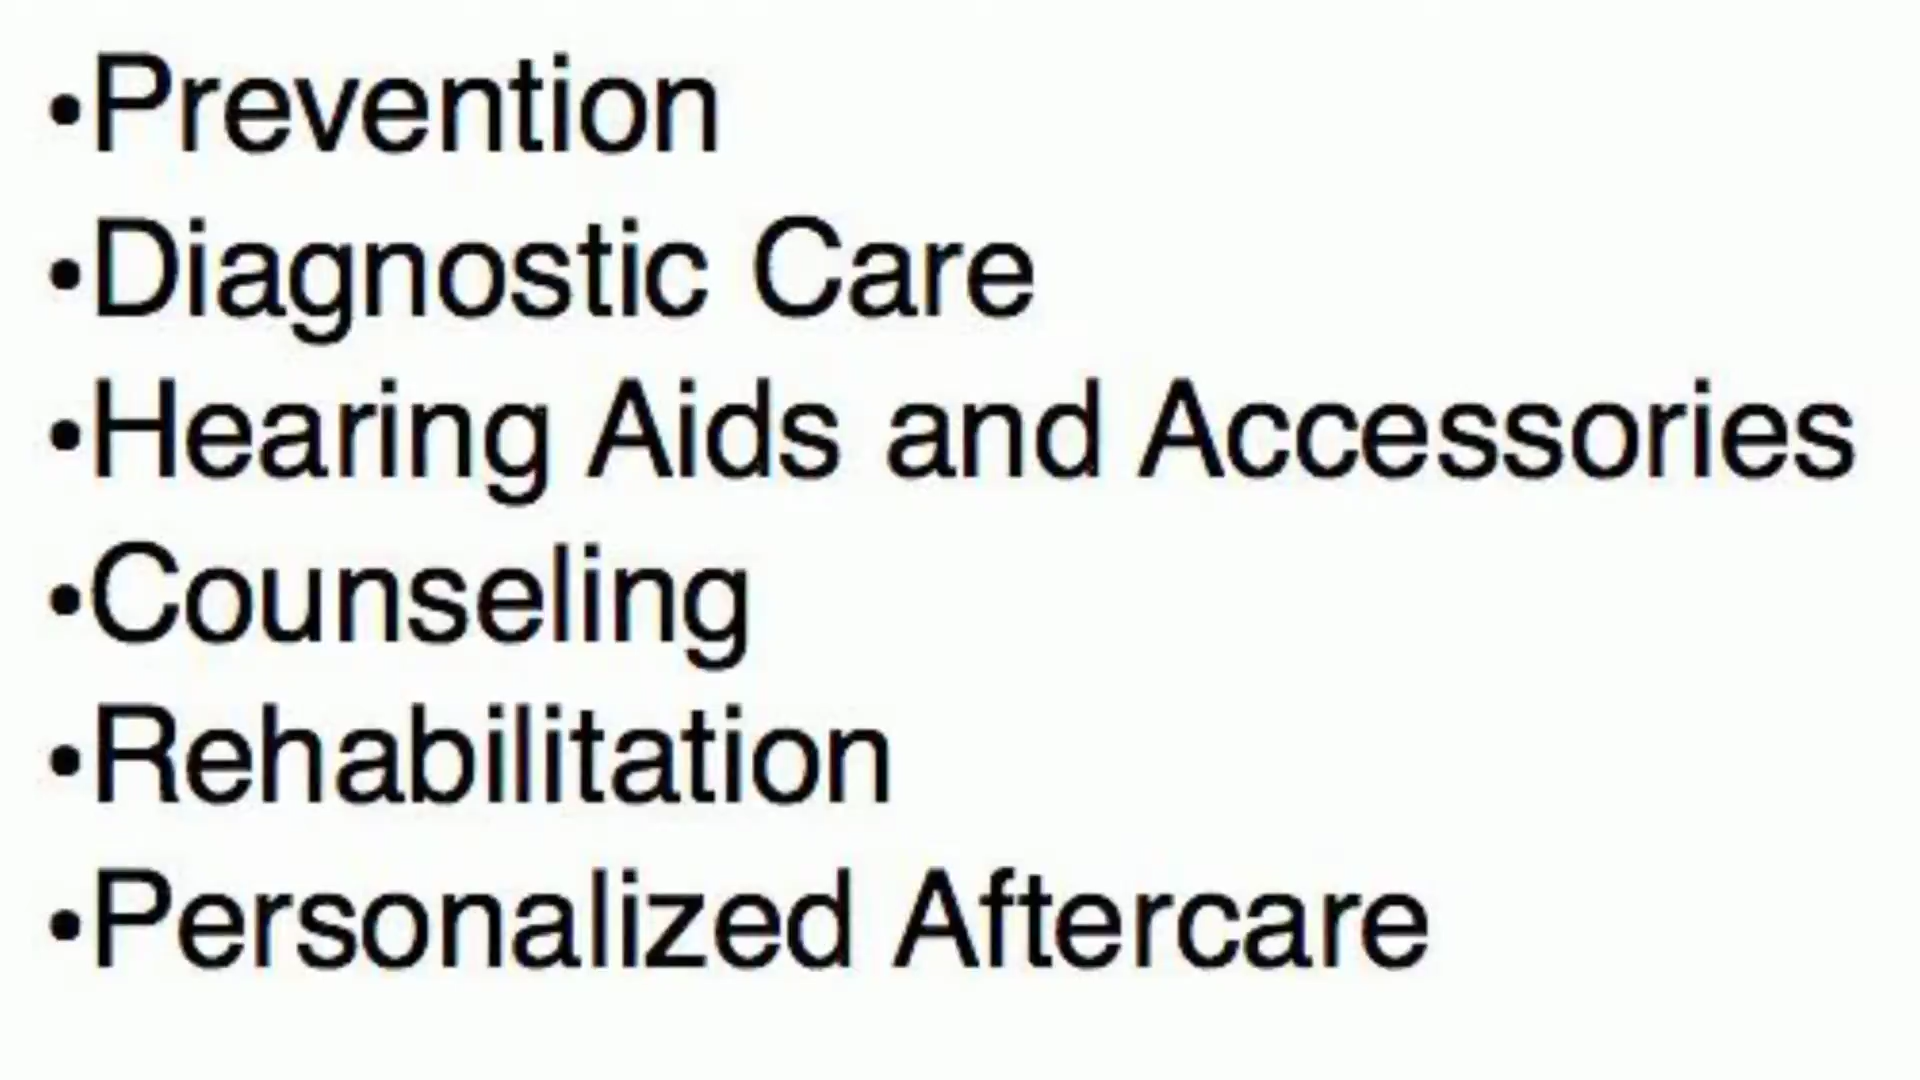 •Prevention
•Diagnostic Care
•Hearing Aids and Accessories
•Counseling
•Rehabilitation
•Personalized Aftercare